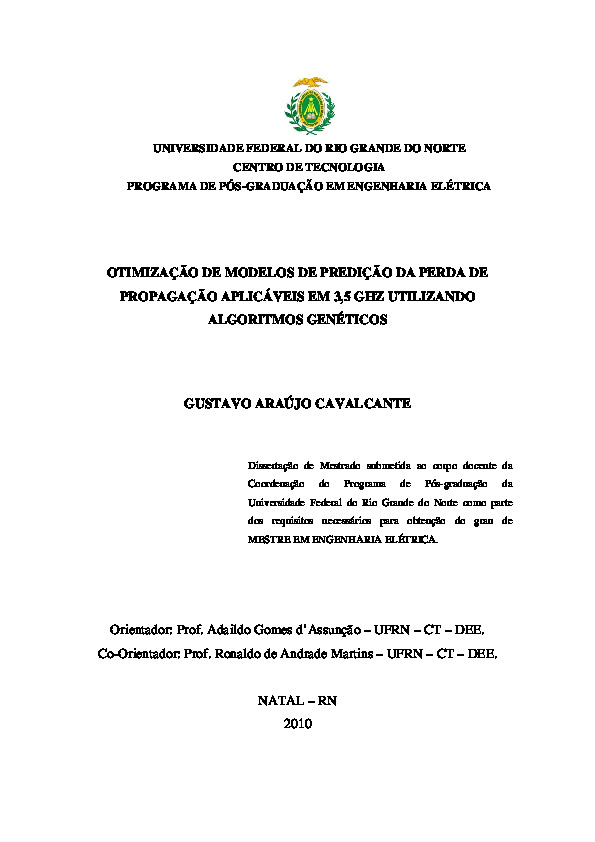 UNIVERSIDADE FEDERAL DO RIO GRANDE DO NORTE
CENTRO DE TECNOLOGIA
PROGRAMA DE PÓS-GRADUAÇÃO EM ENGENHARIA ELÉTRICA
OTIMIZAÇÃO DE MODELOS DE PREDIÇÃO DA PERDA DE
PROPAGAÇÃO APLICÁVEIS EM 3,5 GHZ UTILIZANDO
ALGORITMOS GENÉTICOS
GUSTAVO ARAÚJO CAVALCANTE
Dissertação de Mestrado submetida ao corpo docente da
Coordenação do Programa de Pós-graduação da
Universidade Federal do Rio Grande do Norte como parte
dos requisitos necessários para obtenção do grau de
MESTRE EM ENGENHARIA ELÉTRICA.
Orientador: Prof. Adaildo Gomes d'Assunção – UFRN – CT – DEE.
Co-Orientador: Prof. Ronaldo de Andrade Martins – UFRN – CT – DEE.
NATAL – RN
2010